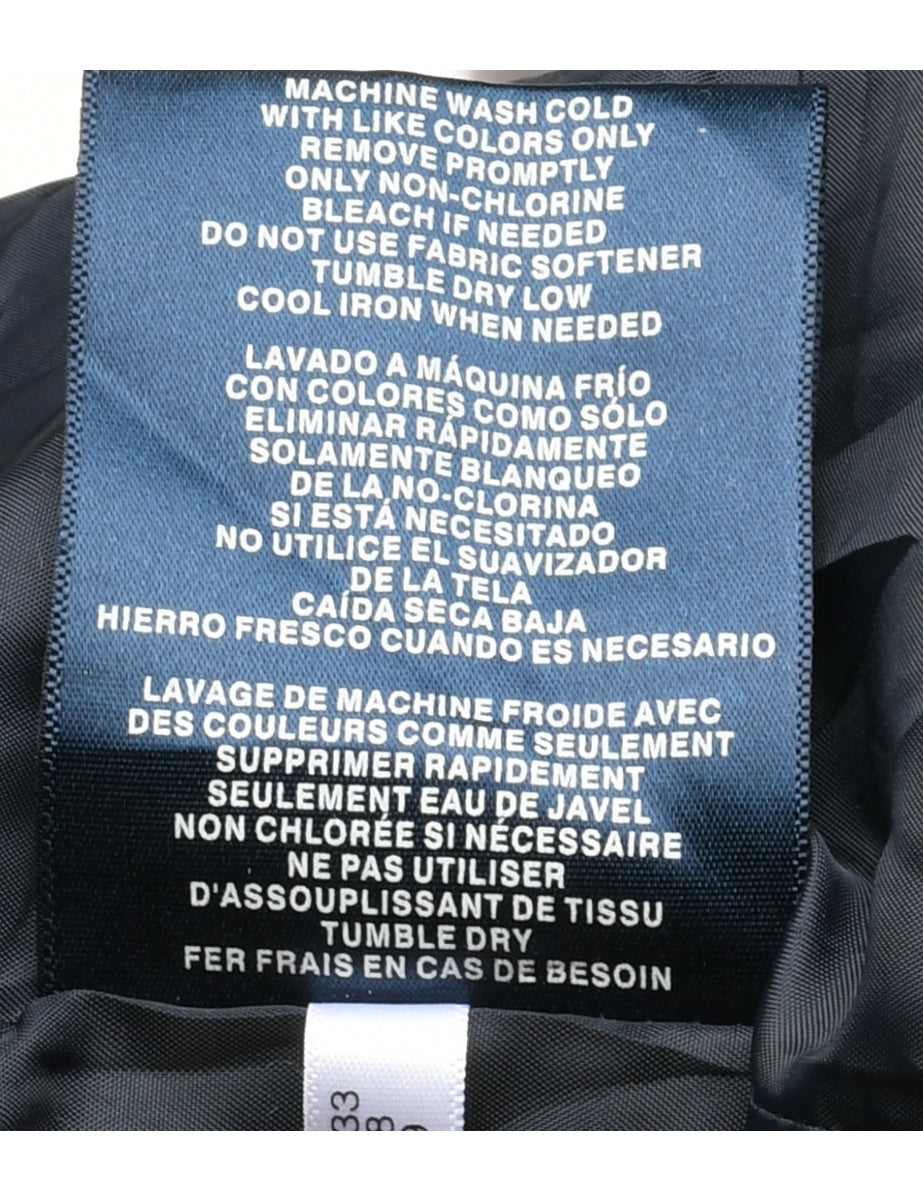 MACHINE WASH COLD
WITH LIKE COLORS ONLY
REMOVE PROMPTLY
ONLY NON-CHLORINE
BLEACH IF NEEDED
DO NOT USE FABRIC SOFTENER
TUMBLE DRY LOW
COOL IRON WHEN NEEDED
LAVADO A MÁQUINA FRÍO
CON COLORES COMO SÓLO
ELIMINAR RÁPIDAMENTE
SOLAMENTE BLANQUEO
DE LA NO-CLORINA
SI ESTÁ NECESITADO
NO UTILICE EL SUAVIZADOR
DE LA TELA
CAÍDA SECA BAJA
HIERRO FRESCO CUANDO ES NECESARIO
LAVAGE DE MACHINE FROIDE AVEC
DES COULEURS COMME SEULEMENT
SUPPRIMER RAPIDEMENT
SEULEMENT EAU DE JAVEL
NON CHLORÉE SI NÉCESSAIRE
NE PAS UTILISER
D'ASSOUPLISSANT DE TISSU
TUMBLE DRY
FER FRAIS EN CAS DE BESOIN
33
8